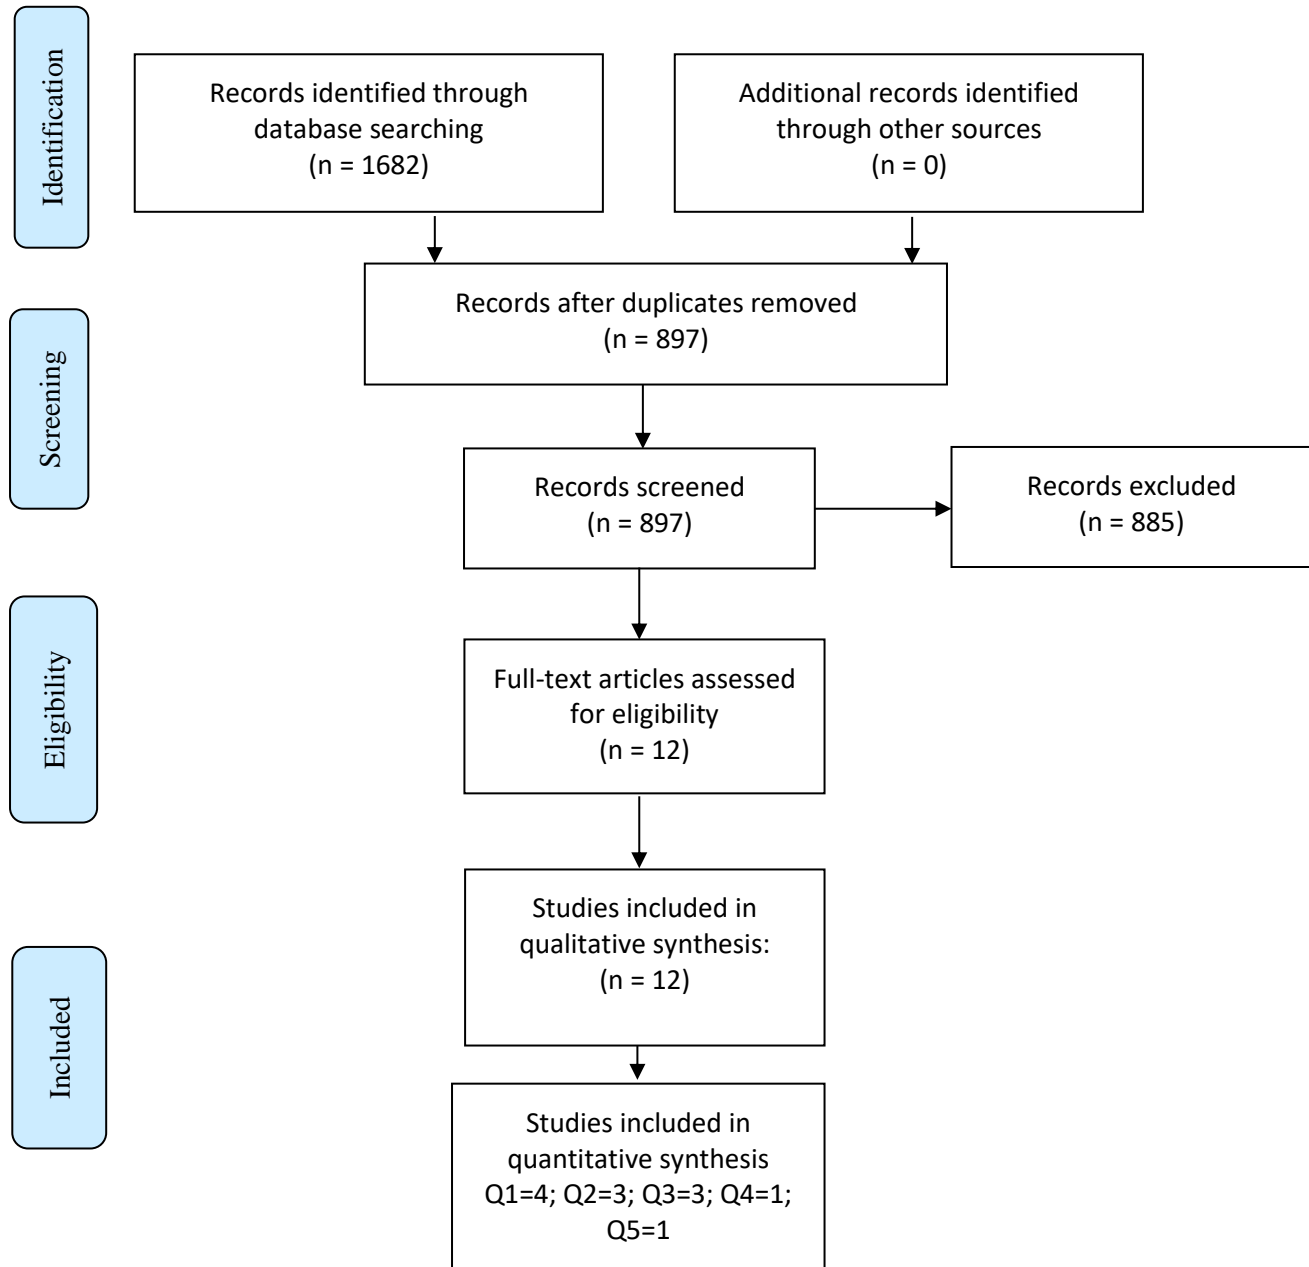 Identification
Records identified through
database searching
(n = 1682)
Additional records identified
through other sources
(n = 0)
Records after duplicates removed
(n = 897)
Screening
Records screened
(n = 897)
Records excluded
(n = 885)
Eligibility
Full-text articles assessed
for eligibility
(n = 12)
Included
Studies included in
qualitative synthesis:
(n = 12)
Studies included in
quantitative synthesis
Q1=4; Q2=3; Q3=3; Q4=1;
Q5=1